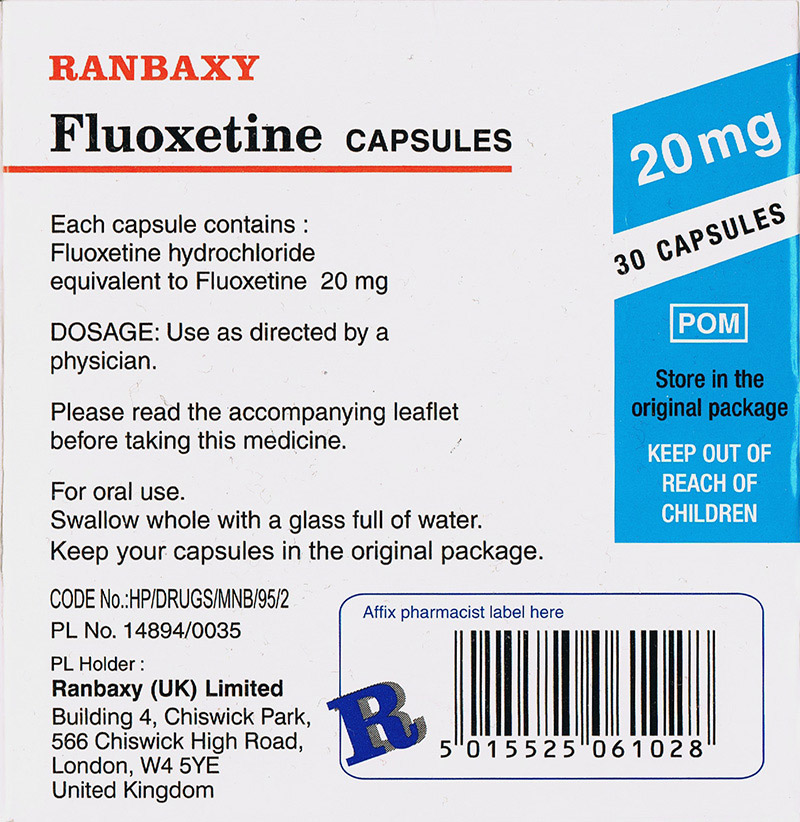 RANBAXY
Fluoxetine CAPSULES
Each capsule contains :
Fluoxetine hydrochloride
equivalent to Fluoxetine 20 mg
DOSAGE: Use as directed by a
physician.
Please read the accompanying leaflet
before taking this medicine.
For oral use.
Swallow whole with a glass full of water.
Keep your capsules in the original package.
CODE No.:HP/DRUGS/MNB/95/2
PL No. 14894/0035
PL Holder :
Ranbaxy (UK) Limited
Building 4, Chiswick Park,
566 Chiswick High Road,
London, W4 5YE
United Kingdom
20mg
30 CAPSULES
POM
Store in the
original package
KEEP OUT OF
REACH OF
CHILDREN
Affix pharmacist label here
R
5 015525 061028